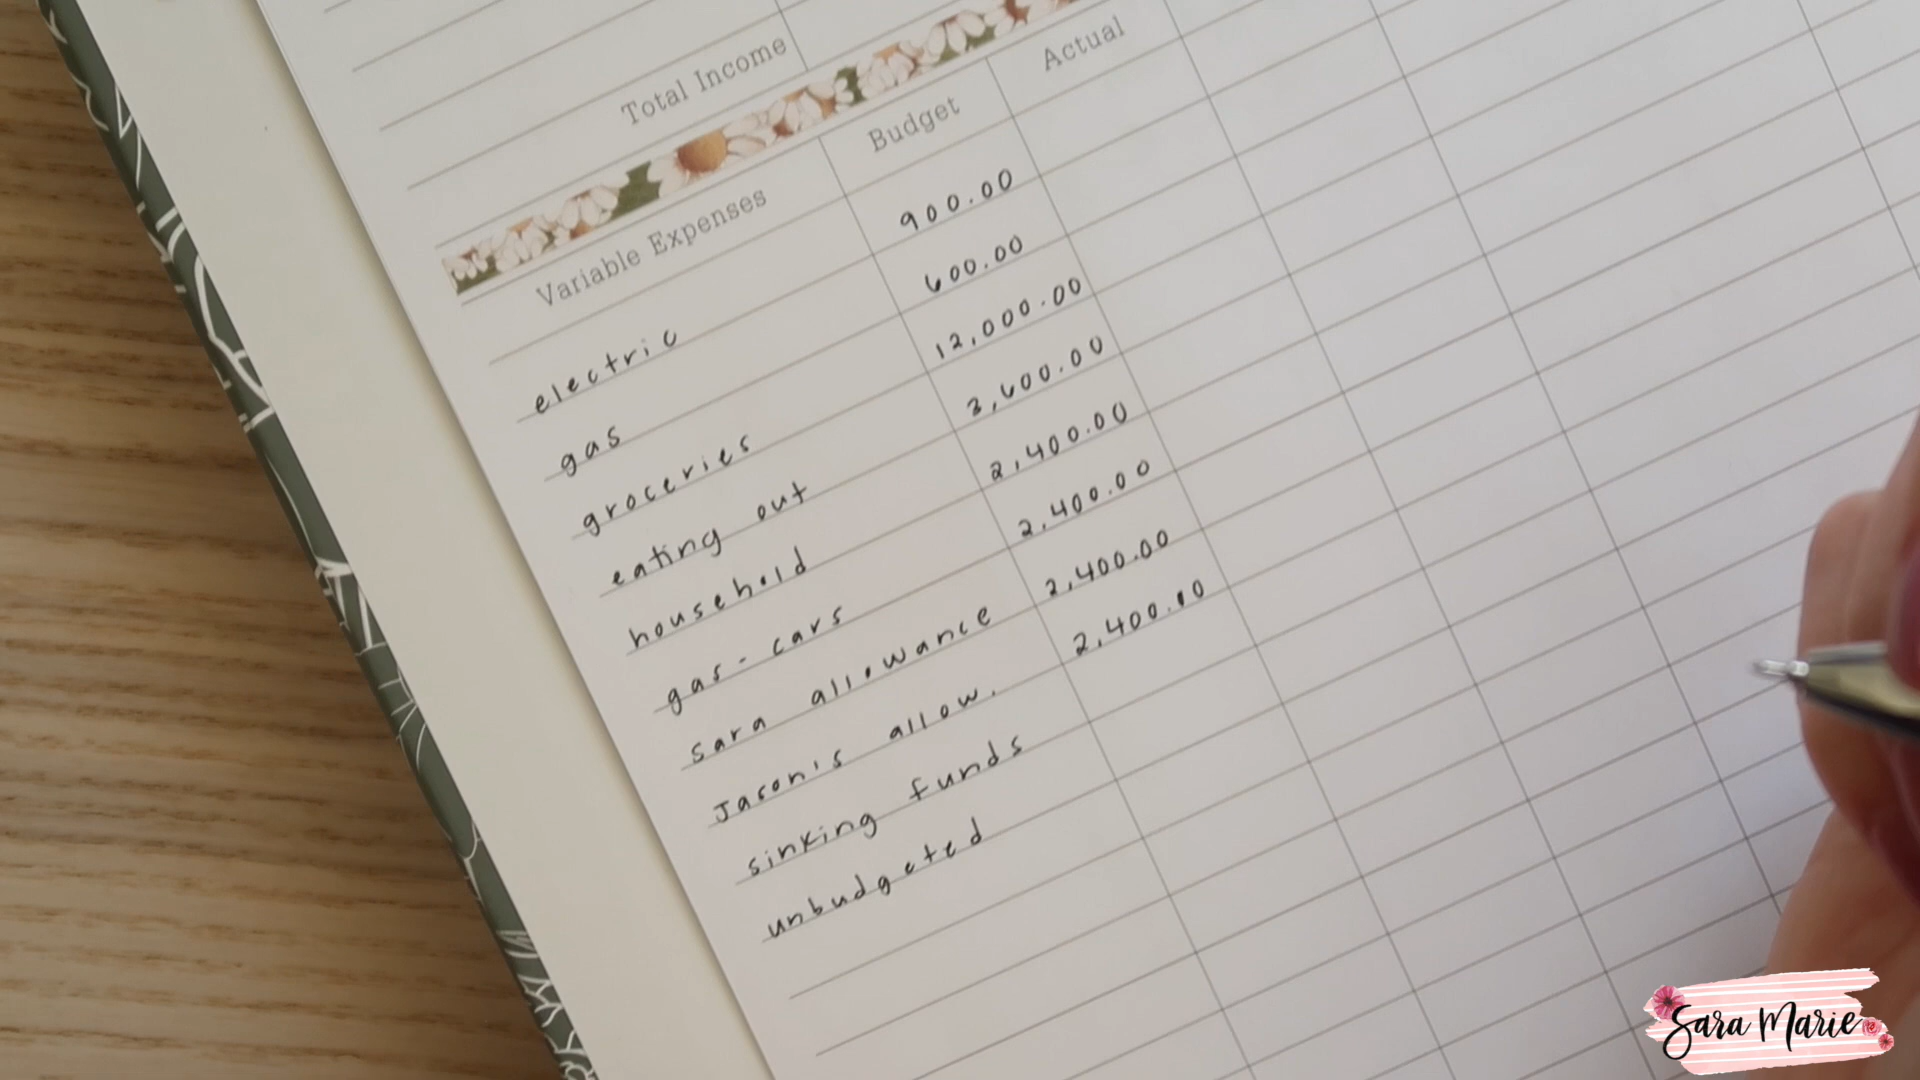 Total Income
Variable Expenses Budget Actual
electric 900.00
gas 600.00
groceries 12,000.00
eating out 3,600.00
household 2,400.00
gas - cars 2,400.00
sara allowance 2,400.00
Jason's allow. 2,400.00
sinking funds
unbudgeted
Sara Marie